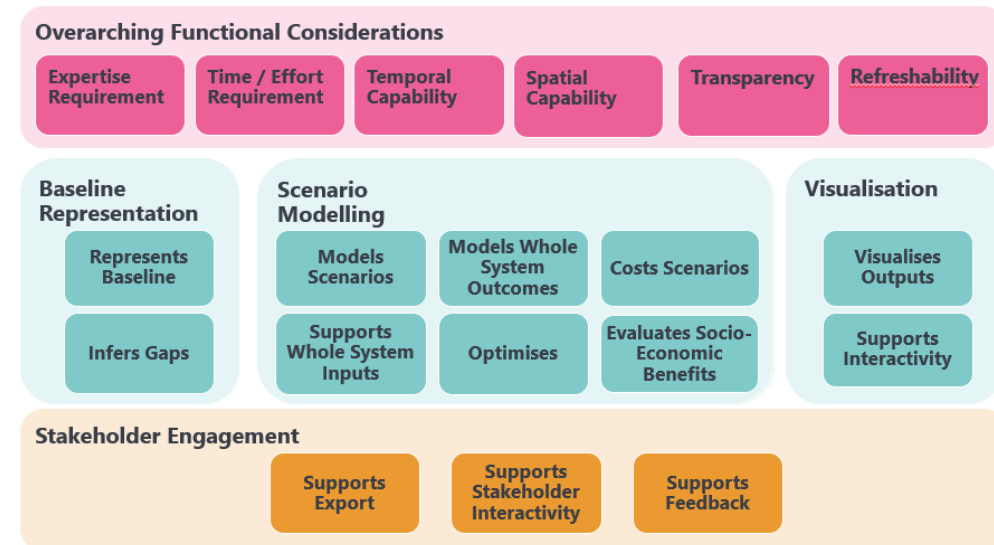 Overarching Functional Considerations
Expertise
Requirement
Time / Effort
Requirement
Temporal
Capability
Spatial
Capability
Transparency
Refreshability
Baseline
Representation
Represents
Baseline
Infers Gaps
Scenario
Modelling
Models
Scenarios
Models Whole
System
Outcomes
Costs Scenarios
Supports
Whole System
Inputs
Optimises
Evaluates Socio-
Economic
Benefits
Visualisation
Visualises
Outputs
Supports
Interactivity
Stakeholder Engagement
Supports
Export
Supports
Stakeholder
Interactivity
Supports
Feedback